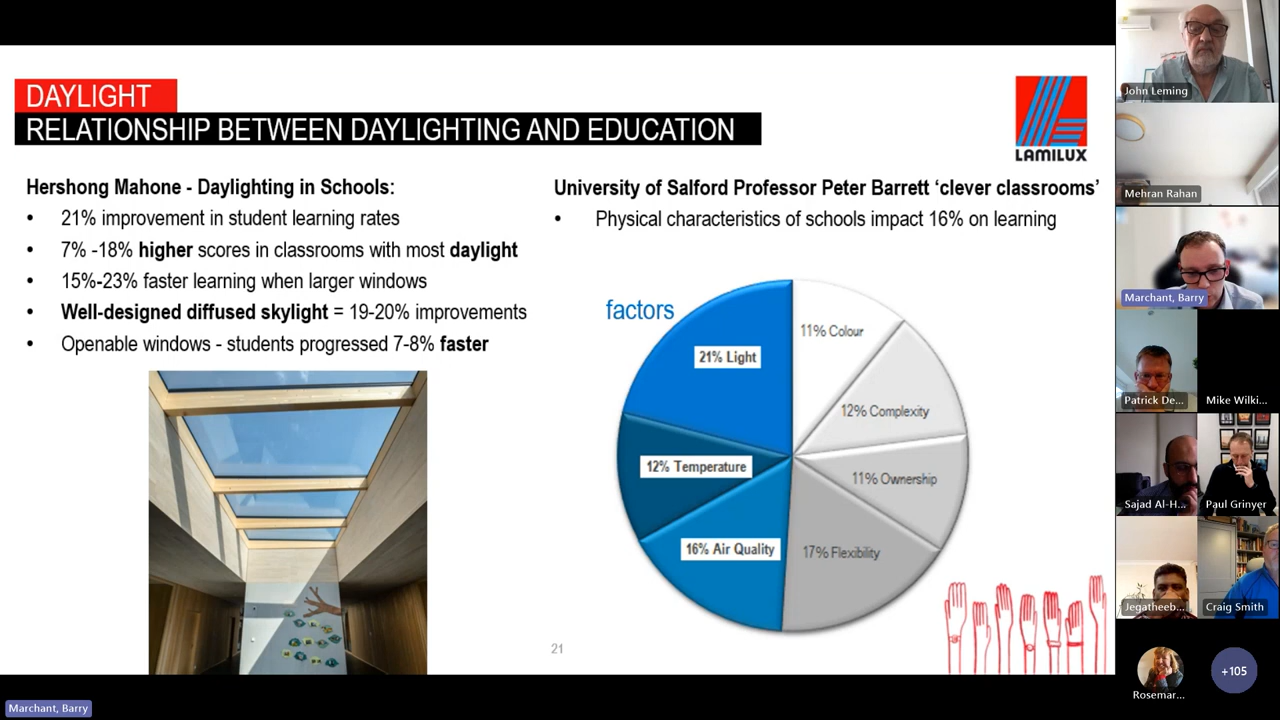 DAYLIGHT
RELATIONSHIP BETWEEN DAYLIGHTING AND EDUCATION
LAMILUX
Hershong Mahone - Daylighting in Schools:
• 21% improvement in student learning rates
• 7% -18% higher scores in classrooms with most daylight
• 15%-23% faster learning when larger windows
• Well-designed diffused skylight = 19-20% improvements
• Openable windows - students progressed 7-8% faster
University of Salford Professor Peter Barrett ‘clever classrooms’
• Physical characteristics of schools impact 16% on learning
factors
11% Colour
21% Light
12% Complexity
12% Temperature
11% Ownership
16% Air Quality
17% Flexibility
21
John Leming
Mehran Rahan
Marchant, Barry
Patrick De...
Mike Wilki...
Sajad Al-H...
Paul Grinyer
Jegatheeb...
Craig Smith
Rosemar...
+105
Marchant, Barry